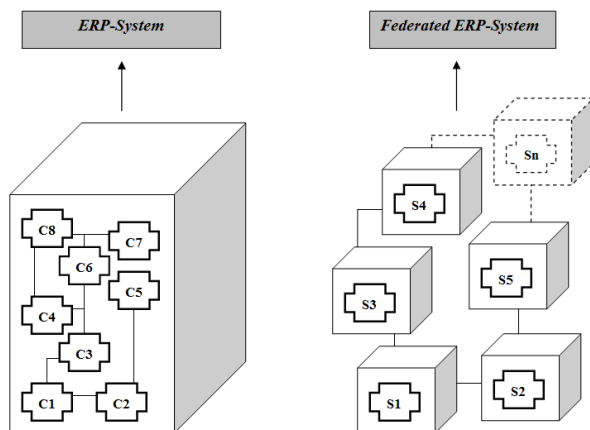 ERP-System
Federated ERP-System
C8
C7
C6
C5
C4
C3
C1
C2
Sn
S4
S5
S3
S1
S2